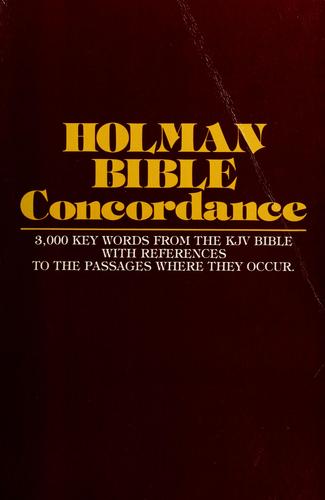 HOLMAN
BIBLE
Concordance
3,000 KEY WORDS FROM THE KJV BIBLE
WITH REFERENCES
TO THE PASSAGES WHERE THEY OCCUR.